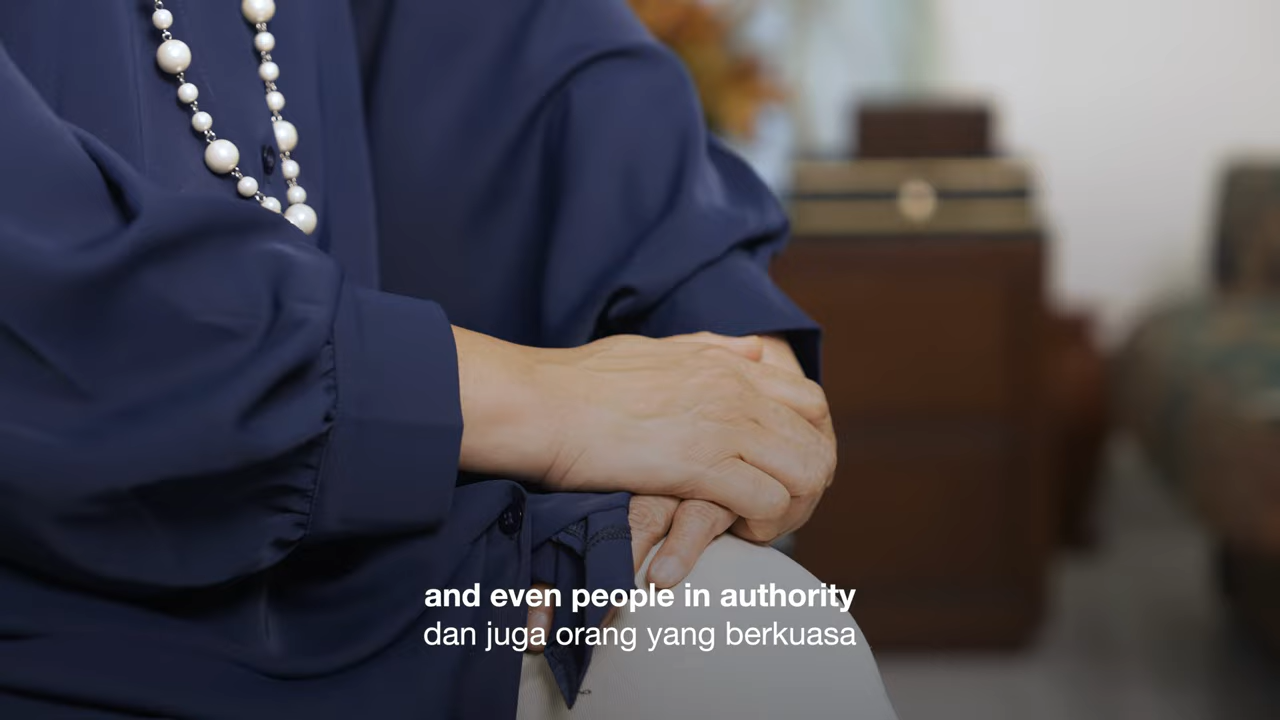 and even people in authority
dan juga orang yang berkuasa